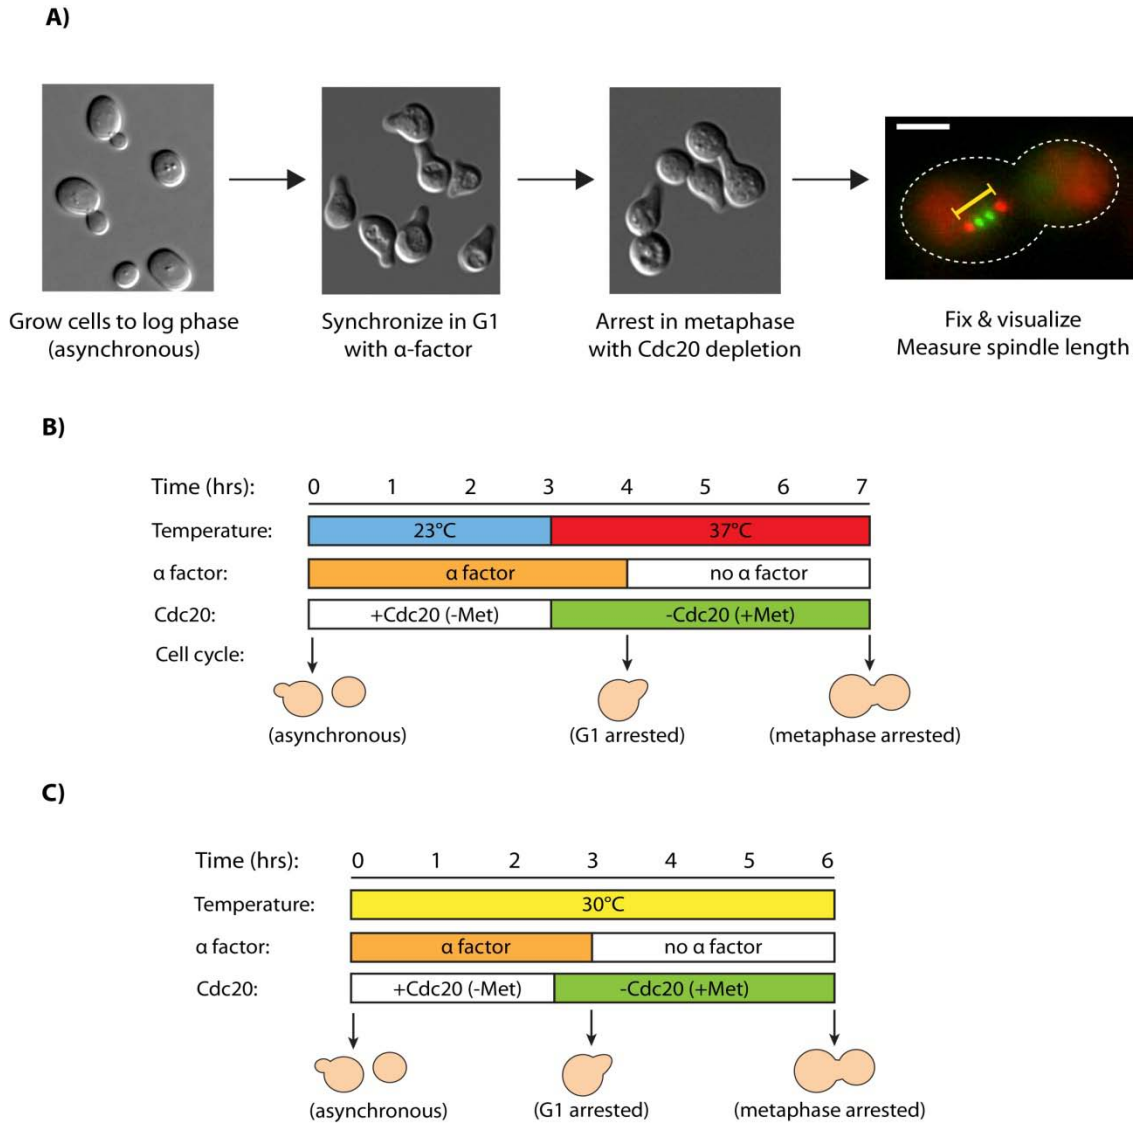 A)
Grow cells to log phase
(asynchronous)
Synchronize in G1
with α-factor
Arrest in metaphase
with Cdc20 depletion
Fix & visualize
Measure spindle length
B)
Time (hrs): 0 1 2 3 4 5 6 7
Temperature: 23°C 37°C
α factor: α factor no α factor
Cdc20: +Cdc20 (-Met) -Cdc20 (+Met)
Cell cycle:
(asynchronous) (G1 arrested) (metaphase arrested)
C)
Time (hrs): 0 1 2 3 4 5 6
Temperature: 30°C
α factor: α factor no α factor
Cdc20: +Cdc20 (-Met) -Cdc20 (+Met)
(asynchronous) (G1 arrested) (metaphase arrested)